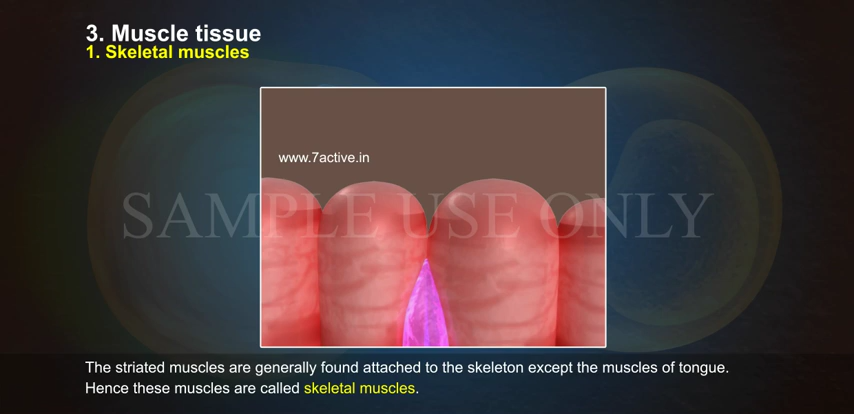 3. Muscle tissue
1. Skeletal muscles
www.7active.in
SAMPLE USE ONLY
The striated muscles are generally found attached to the skeleton except the muscles of tongue.
Hence these muscles are called skeletal muscles.